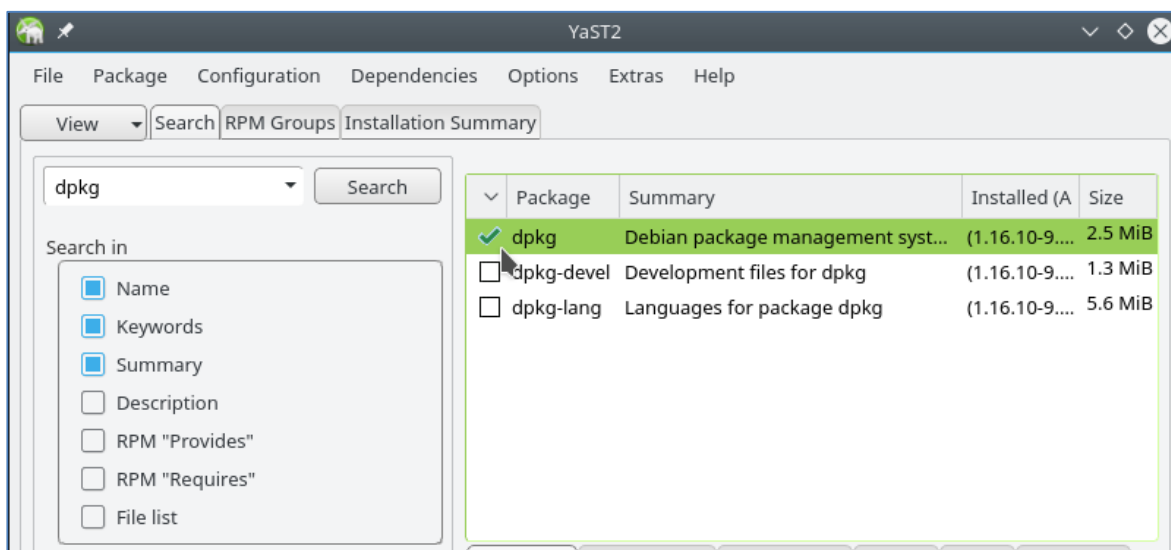 YaST2
File Package Configuration Dependencies Options Extras Help
View Search RPM Groups Installation Summary
dpkg Search
Search in
Name
Keywords
Summary
Description
RPM "Provides"
RPM "Requires"
File list
Package Summary Installed (A Size
dpkg Debian package management syst... (1.16.10-9.... 2.5 MiB
dpkg-devel Development files for dpkg (1.16.10-9.... 1.3 MiB
dpkg-lang Languages for package dpkg (1.16.10-9.... 5.6 MiB